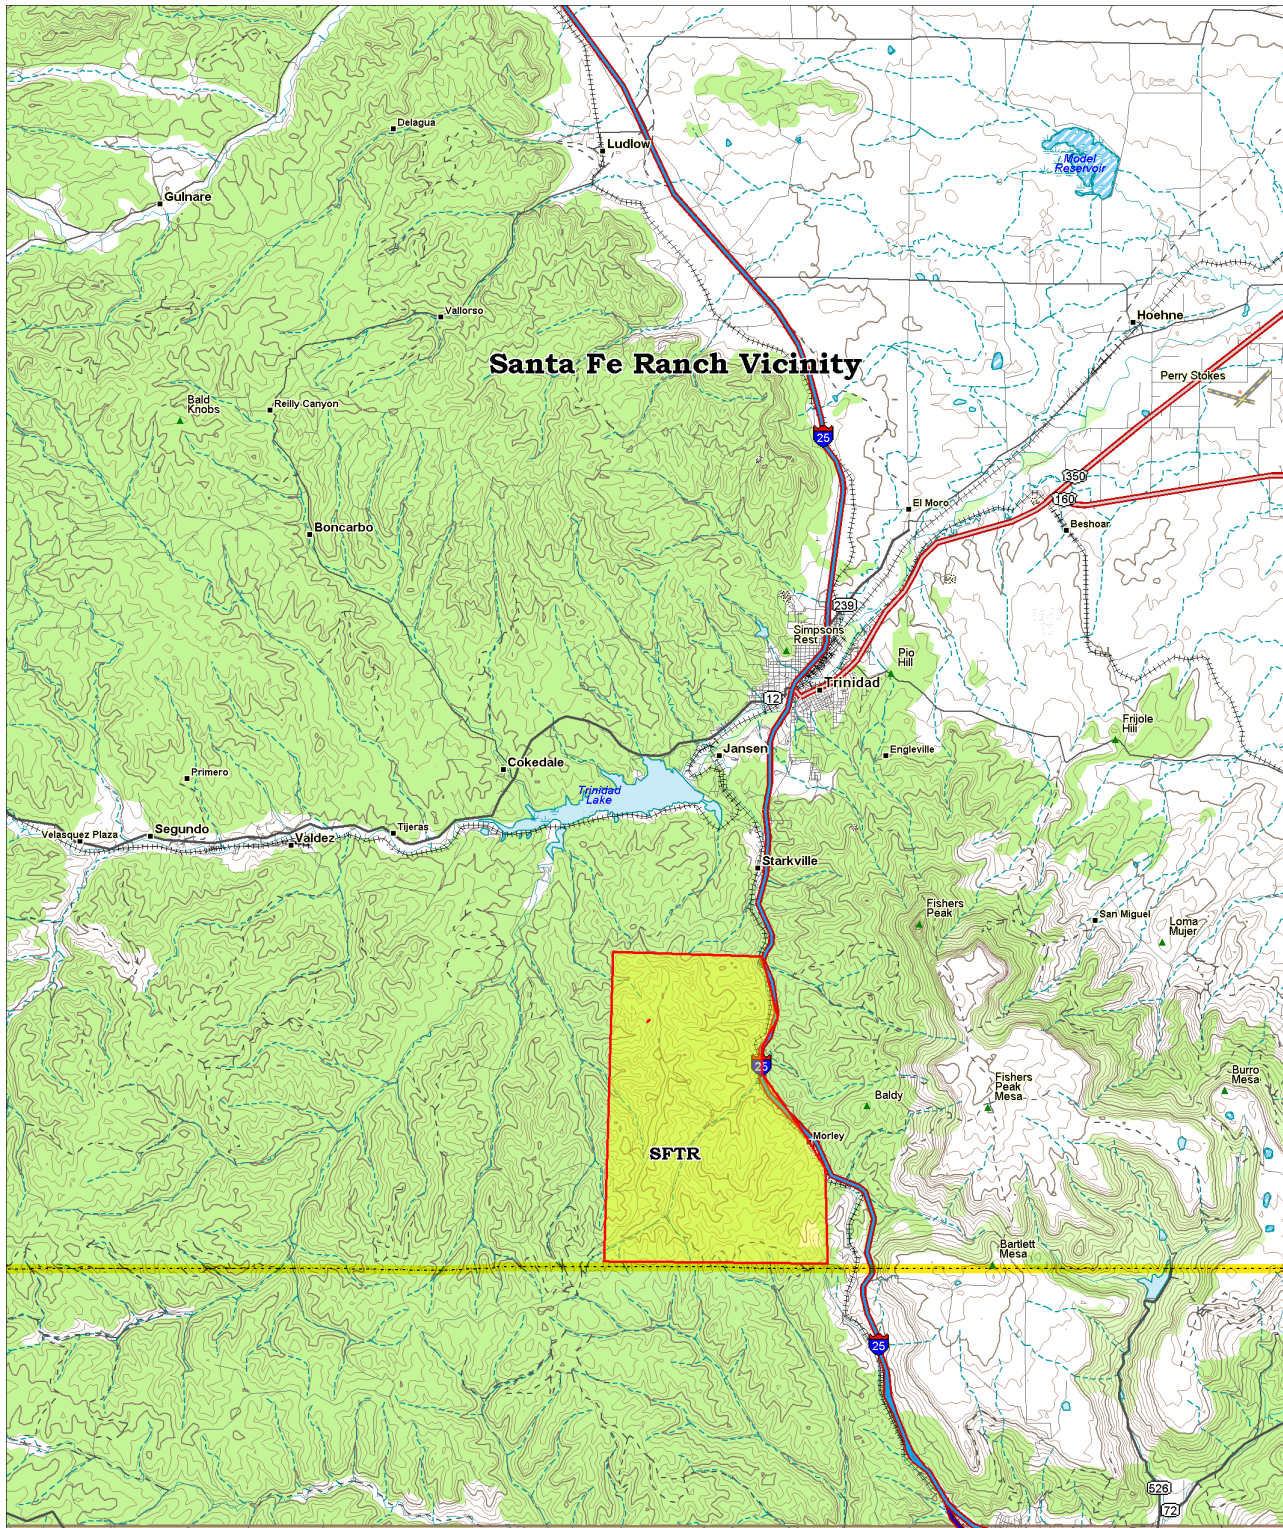 Delagua
Ludlow
Model
Reservoir
Gulnare
Vallorso
Hoehne
Santa Fe Ranch Vicinity
Perry Stokes
Bald
Knobs
Reilly Canyon
25
350
160
El Moro
Beshoar
Boncarbo
239
Simpsons
Rest
Pio
Hill
Trinidad
12
Frijole
Hill
Jansen
Engleville
Cokedale
Primero
Trinidad
Lake
Velasquez Plaza
Segundo
Valdez
Tijeras
Starkville
Fishers
Peak
San Miguel
Loma
Mujer
25
Fishers
Peak
Mesa
Burro
Mesa
Baldy
Morley
SFTR
Bartlett
Mesa
25
526
72